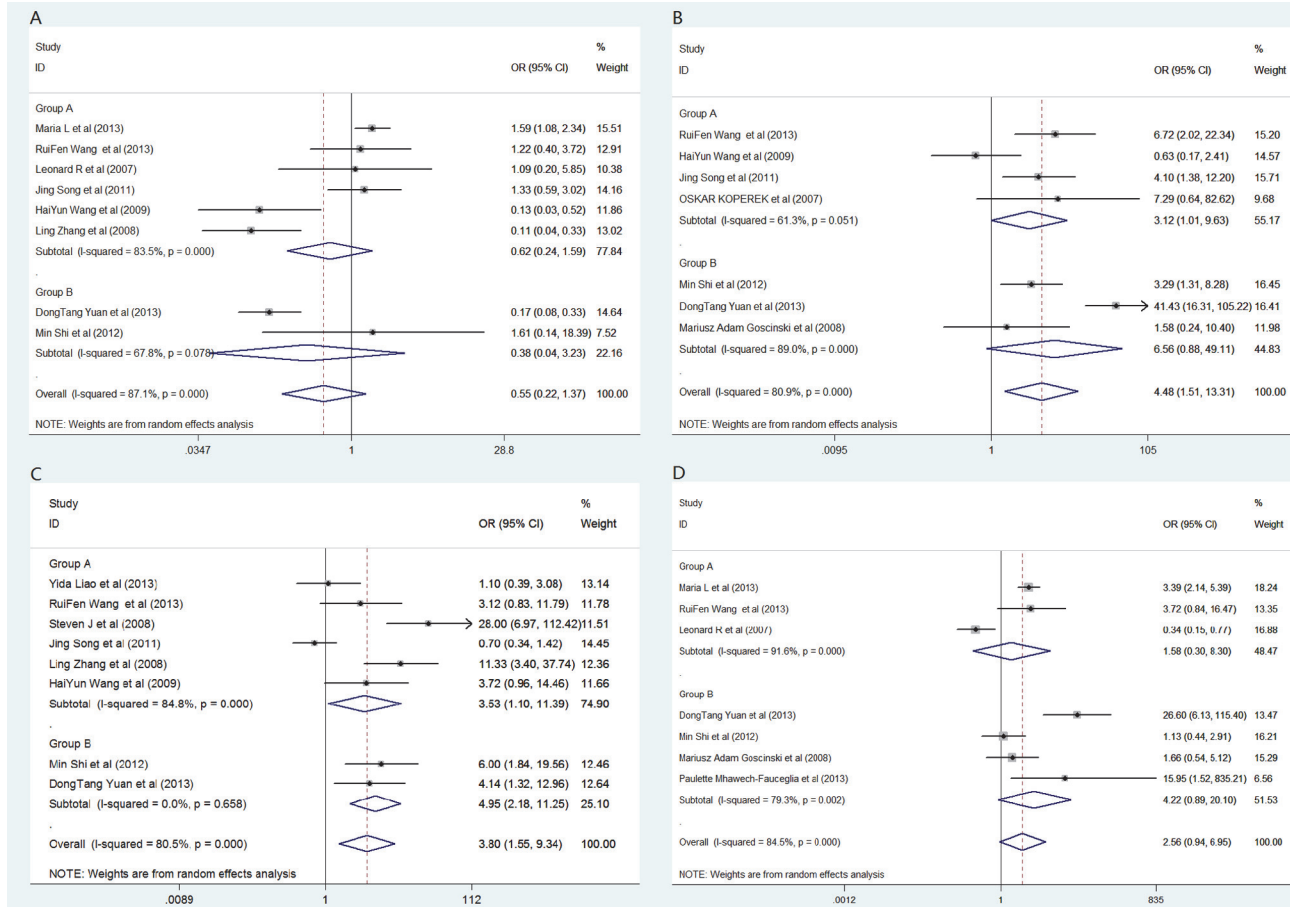 A
Study %
ID OR (95% CI) Weight
Group A
Maria L et al (2013) 1.59 (1.08, 2.34) 15.51
RuiFen Wang et al (2013) 1.22 (0.40, 3.72) 12.91
Leonard R et al (2007) 1.09 (0.20, 5.85) 10.38
Jing Song et al (2011) 1.33 (0.59, 3.02) 14.16
HaiYun Wang et al (2009) 0.13 (0.03, 0.52) 11.86
Ling Zhang et al (2008) 0.11 (0.04, 0.33) 13.02
Subtotal (I-squared = 83.5%, p = 0.000) 0.62 (0.24, 1.59) 77.84
.
Group B
DongTang Yuan et al (2013) 0.17 (0.08, 0.33) 14.64
Min Shi et al (2012) 1.61 (0.14, 18.39) 7.52
Subtotal (I-squared = 67.8%, p = 0.078) 0.38 (0.04, 3.23) 22.16
.
Overall (I-squared = 87.1%, p = 0.000) 0.55 (0.22, 1.37) 100.00
NOTE: Weights are from random effects analysis
.0347 1 28.8
B
Study %
ID OR (95% CI) Weight
Group A
RuiFen Wang et al (2013) 6.72 (2.02, 22.34) 15.20
HaiYun Wang et al (2009) 0.63 (0.17, 2.41) 14.57
Jing Song et al (2011) 4.10 (1.38, 12.20) 15.71
OSKAR KOPEREK et al (2007) 7.29 (0.64, 82.62) 9.68
Subtotal (I-squared = 61.3%, p = 0.051) 3.12 (1.01, 9.63) 55.17
.
Group B
Min Shi et al (2012) 3.29 (1.31, 8.28) 16.45
DongTang Yuan et al (2013) 41.43 (16.31, 105.22) 16.41
Mariusz Adam Goscinski et al (2008) 1.58 (0.24, 10.40) 11.98
Subtotal (I-squared = 89.0%, p = 0.000) 6.56 (0.88, 49.11) 44.83
.
Overall (I-squared = 80.9%, p = 0.000) 4.48 (1.51, 13.31) 100.00
NOTE: Weights are from random effects analysis
.0095 1 105
C
Study %
ID OR (95% CI) Weight
Group A
Yida Liao et al (2013) 1.10 (0.39, 3.08) 13.14
RuiFen Wang et al (2013) 3.12 (0.83, 11.79) 11.78
Steven J et al (2008) 28.00 (6.97, 112.42) 11.51
Jing Song et al (2011) 0.70 (0.34, 1.42) 14.45
Ling Zhang et al (2008) 11.33 (3.40, 37.74) 12.36
HaiYun Wang et al (2009) 3.72 (0.96, 14.46) 11.66
Subtotal (I-squared = 84.8%, p = 0.000) 3.53 (1.10, 11.39) 74.90
.
Group B
Min Shi et al (2012) 6.00 (1.84, 19.56) 12.46
DongTang Yuan et al (2013) 4.14 (1.32, 12.96) 12.64
Subtotal (I-squared = 0.0%, p = 0.658) 4.95 (2.18, 11.25) 25.10
.
Overall (I-squared = 80.5%, p = 0.000) 3.80 (1.55, 9.34) 100.00
NOTE: Weights are from random effects analysis
.0089 1 112
D
Study %
ID OR (95% CI) Weight
Group A
Maria L et al (2013) 3.39 (2.14, 5.39) 18.24
RuiFen Wang et al (2013) 3.72 (0.84, 16.47) 13.35
Leonard R et al (2007) 0.34 (0.15, 0.77) 16.88
Subtotal (I-squared = 91.6%, p = 0.000) 1.58 (0.30, 8.30) 48.47
.
Group B
DongTang Yuan et al (2013) 26.60 (6.13, 115.40) 13.47
Min Shi et al (2012) 1.13 (0.44, 2.91) 16.21
Mariusz Adam Goscinski et al (2008) 1.66 (0.54, 5.12) 15.29
Paulette Mhawech-Fauceglia et al (2013) 15.95 (1.52, 835.21) 6.56
Subtotal (I-squared = 79.3%, p = 0.002) 4.22 (0.89, 20.10) 51.53
.
Overall (I-squared = 84.5%, p = 0.000) 2.56 (0.94, 6.95) 100.00
NOTE: Weights are from random effects analysis
.0012 1 835